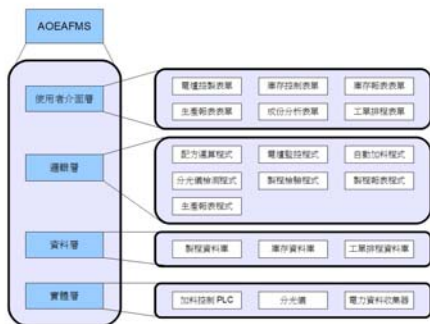 AOEAFMS
使用者介面層
電爐控製表單
庫存控制表單
庫存報表表單
生產報表表單
成份分析表單
工單排程表單
邏輯層
配方運算程式
電爐監控程式
自動加料程式
分光儀檢測程式
製程檢驗程式
製程報表程式
生產報表程式
資料層
製程資料庫
庫存資料庫
工單排程資料庫
實體層
加料控制 PLC
分光儀
電力資料收集器